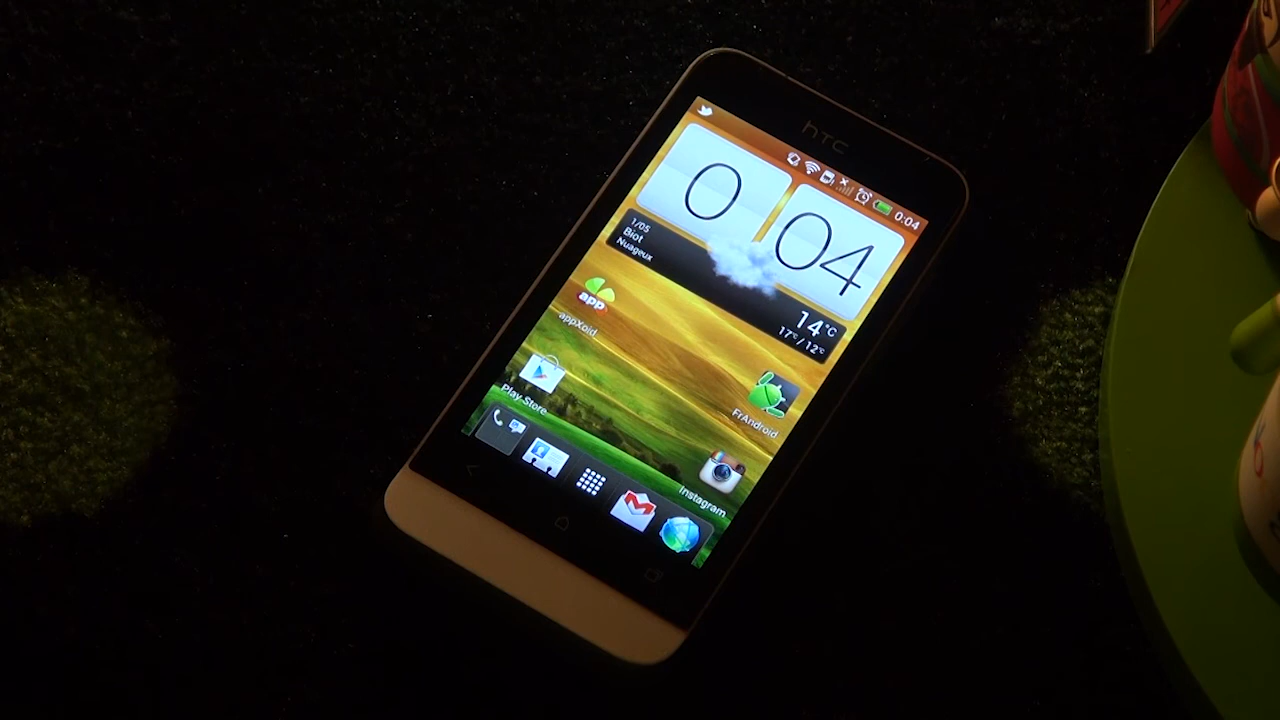 hTC
0:04
0 04
1/05
Biot
Nuageux
14°C
17°/12°C
app
appXoid
FrAndroid
Play Store
Instagram